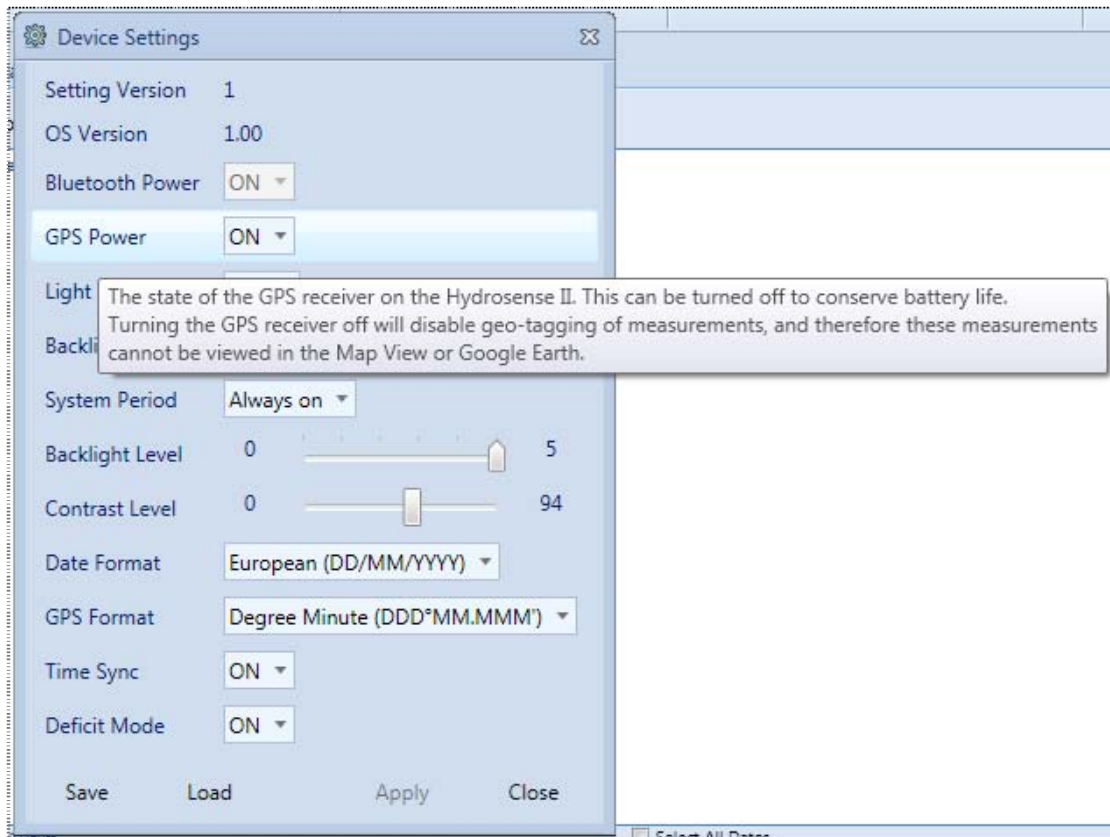 Device Settings
Setting Version 1
OS Version 1.00
Bluetooth Power ON
GPS Power ON
Light
The state of the GPS receiver on the Hydrosense II. This can be turned off to conserve battery life.
Turning the GPS receiver off will disable geo-tagging of measurements, and therefore these measurements
cannot be viewed in the Map View or Google Earth.
System Period Always on
Backlight Level 0 5
Contrast Level 0 94
Date Format European (DD/MM/YYYY)
GPS Format Degree Minute (DDD°MM.MMM')
Time Sync ON
Deficit Mode ON
Save Load Apply Close
Select All Dates